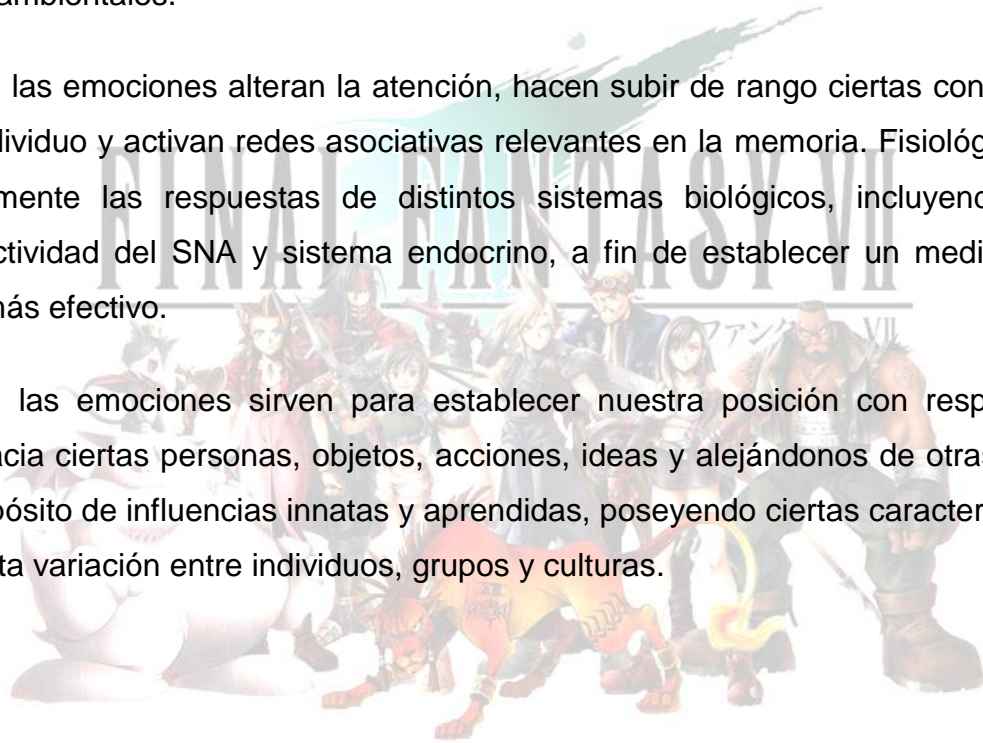 las emociones alteran la atención, hacen subir de rango ciertas con
dividuo y activan redes asociativas relevantes en la memoria. Fisiológ
mente las respuestas de distintos sistemas biológicos, incluyen
ctividad del SNA y sistema endocrino, a fin de establecer un medi
más efectivo.
las emociones sirven para establecer nuestra posición con resp
acia ciertas personas, objetos, acciones, ideas y alejándonos de otras
pósito de influencias innatas y aprendidas, poseyendo ciertas caracter
ta variación entre individuos, grupos y culturas.
FINAL FANTASY VII
VII